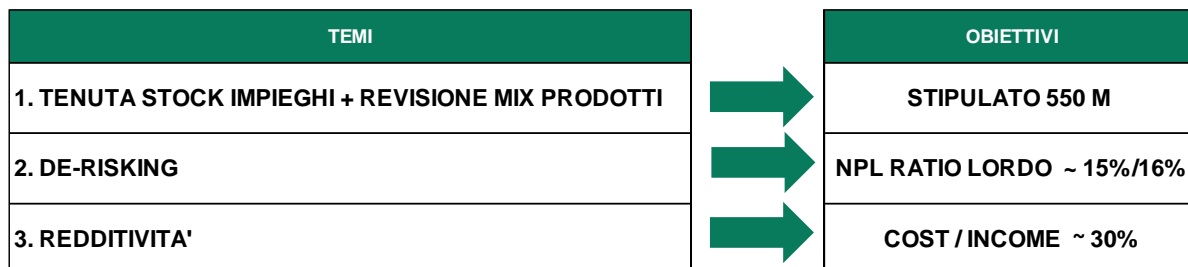 TEMI
OBIETTIVI
1. TENUTA STOCK IMPIEGHI + REVISIONE MIX PRODOTTI
STIPULATO 550 M
2. DE-RISKING
NPL RATIO LORDO ~ 15%/16%
3. REDDITIVITA'
COST / INCOME ~ 30%